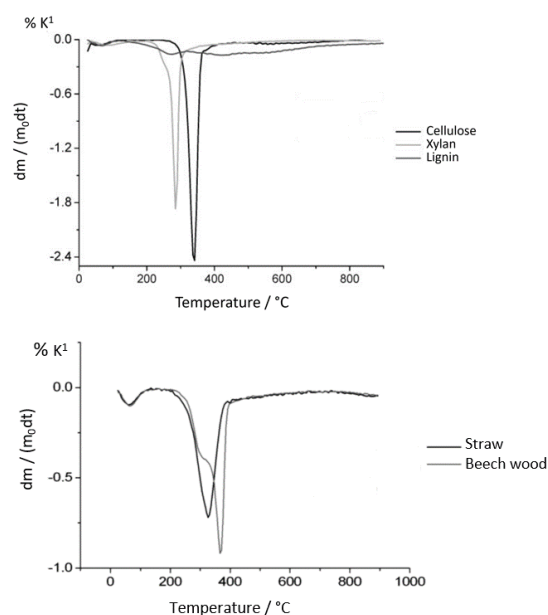 % K¹
0.0
-0.6
-1.2
-1.8
-2.4
dm / (m₀dt)
0 200 400 600 800
Temperature / °C
Cellulose
Xylan
Lignin
% K¹
0.0
-0.5
-1.0
dm / (m₀dt)
0 200 400 600 800 1000
Temperature / °C
Straw
Beech wood